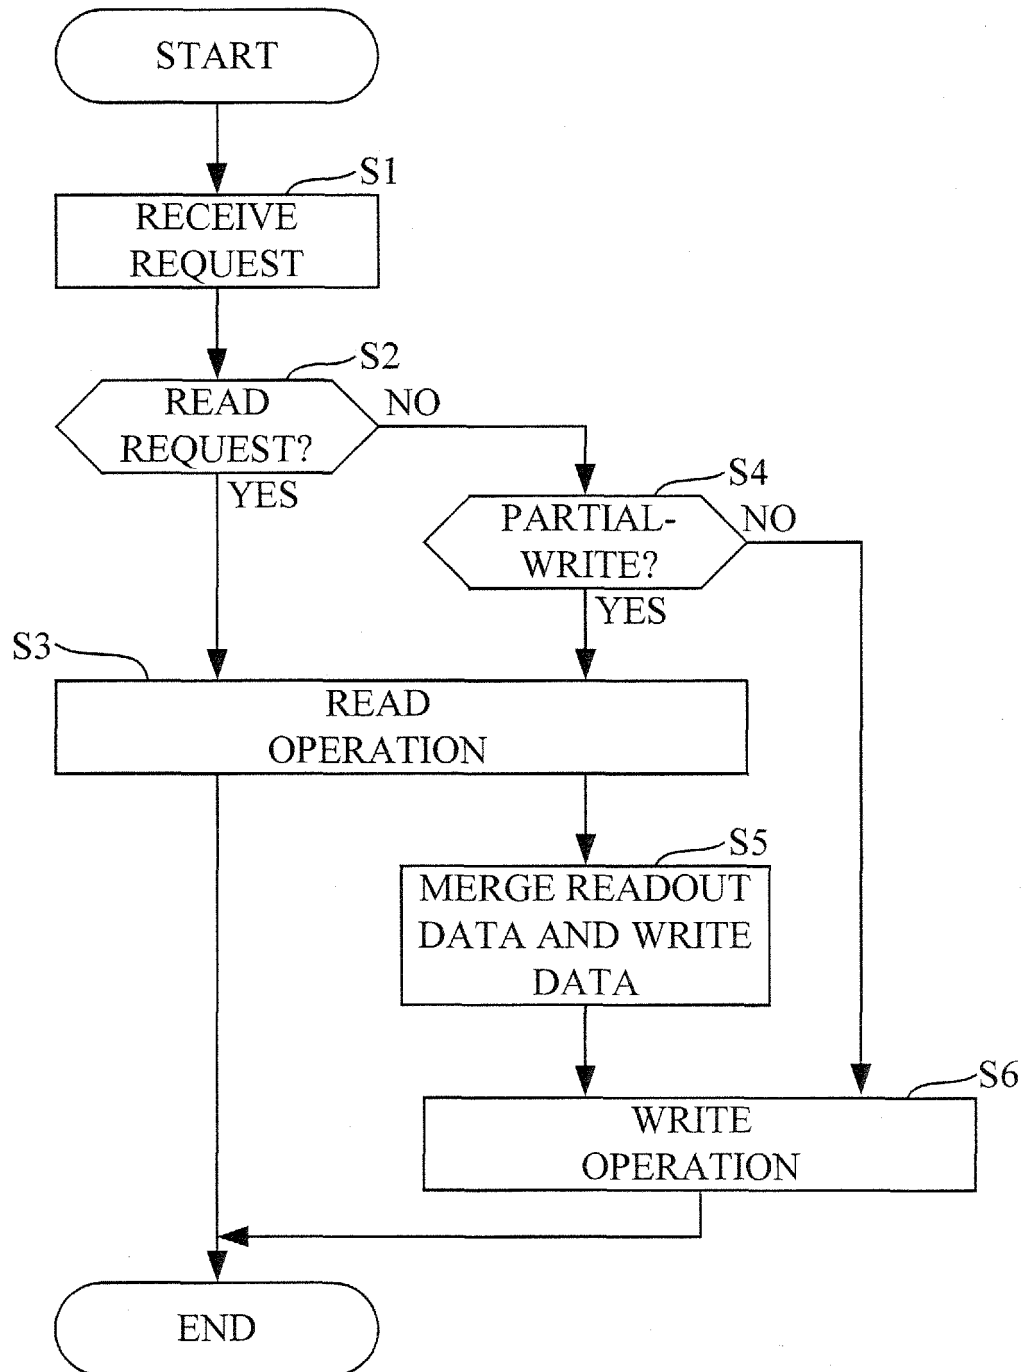 START
S1
RECEIVE
REQUEST
S2
READ
REQUEST?
NO
YES
S4
PARTIAL-
WRITE?
NO
YES
S3
READ
OPERATION
S5
MERGE READOUT
DATA AND WRITE
DATA
S6
WRITE
OPERATION
END